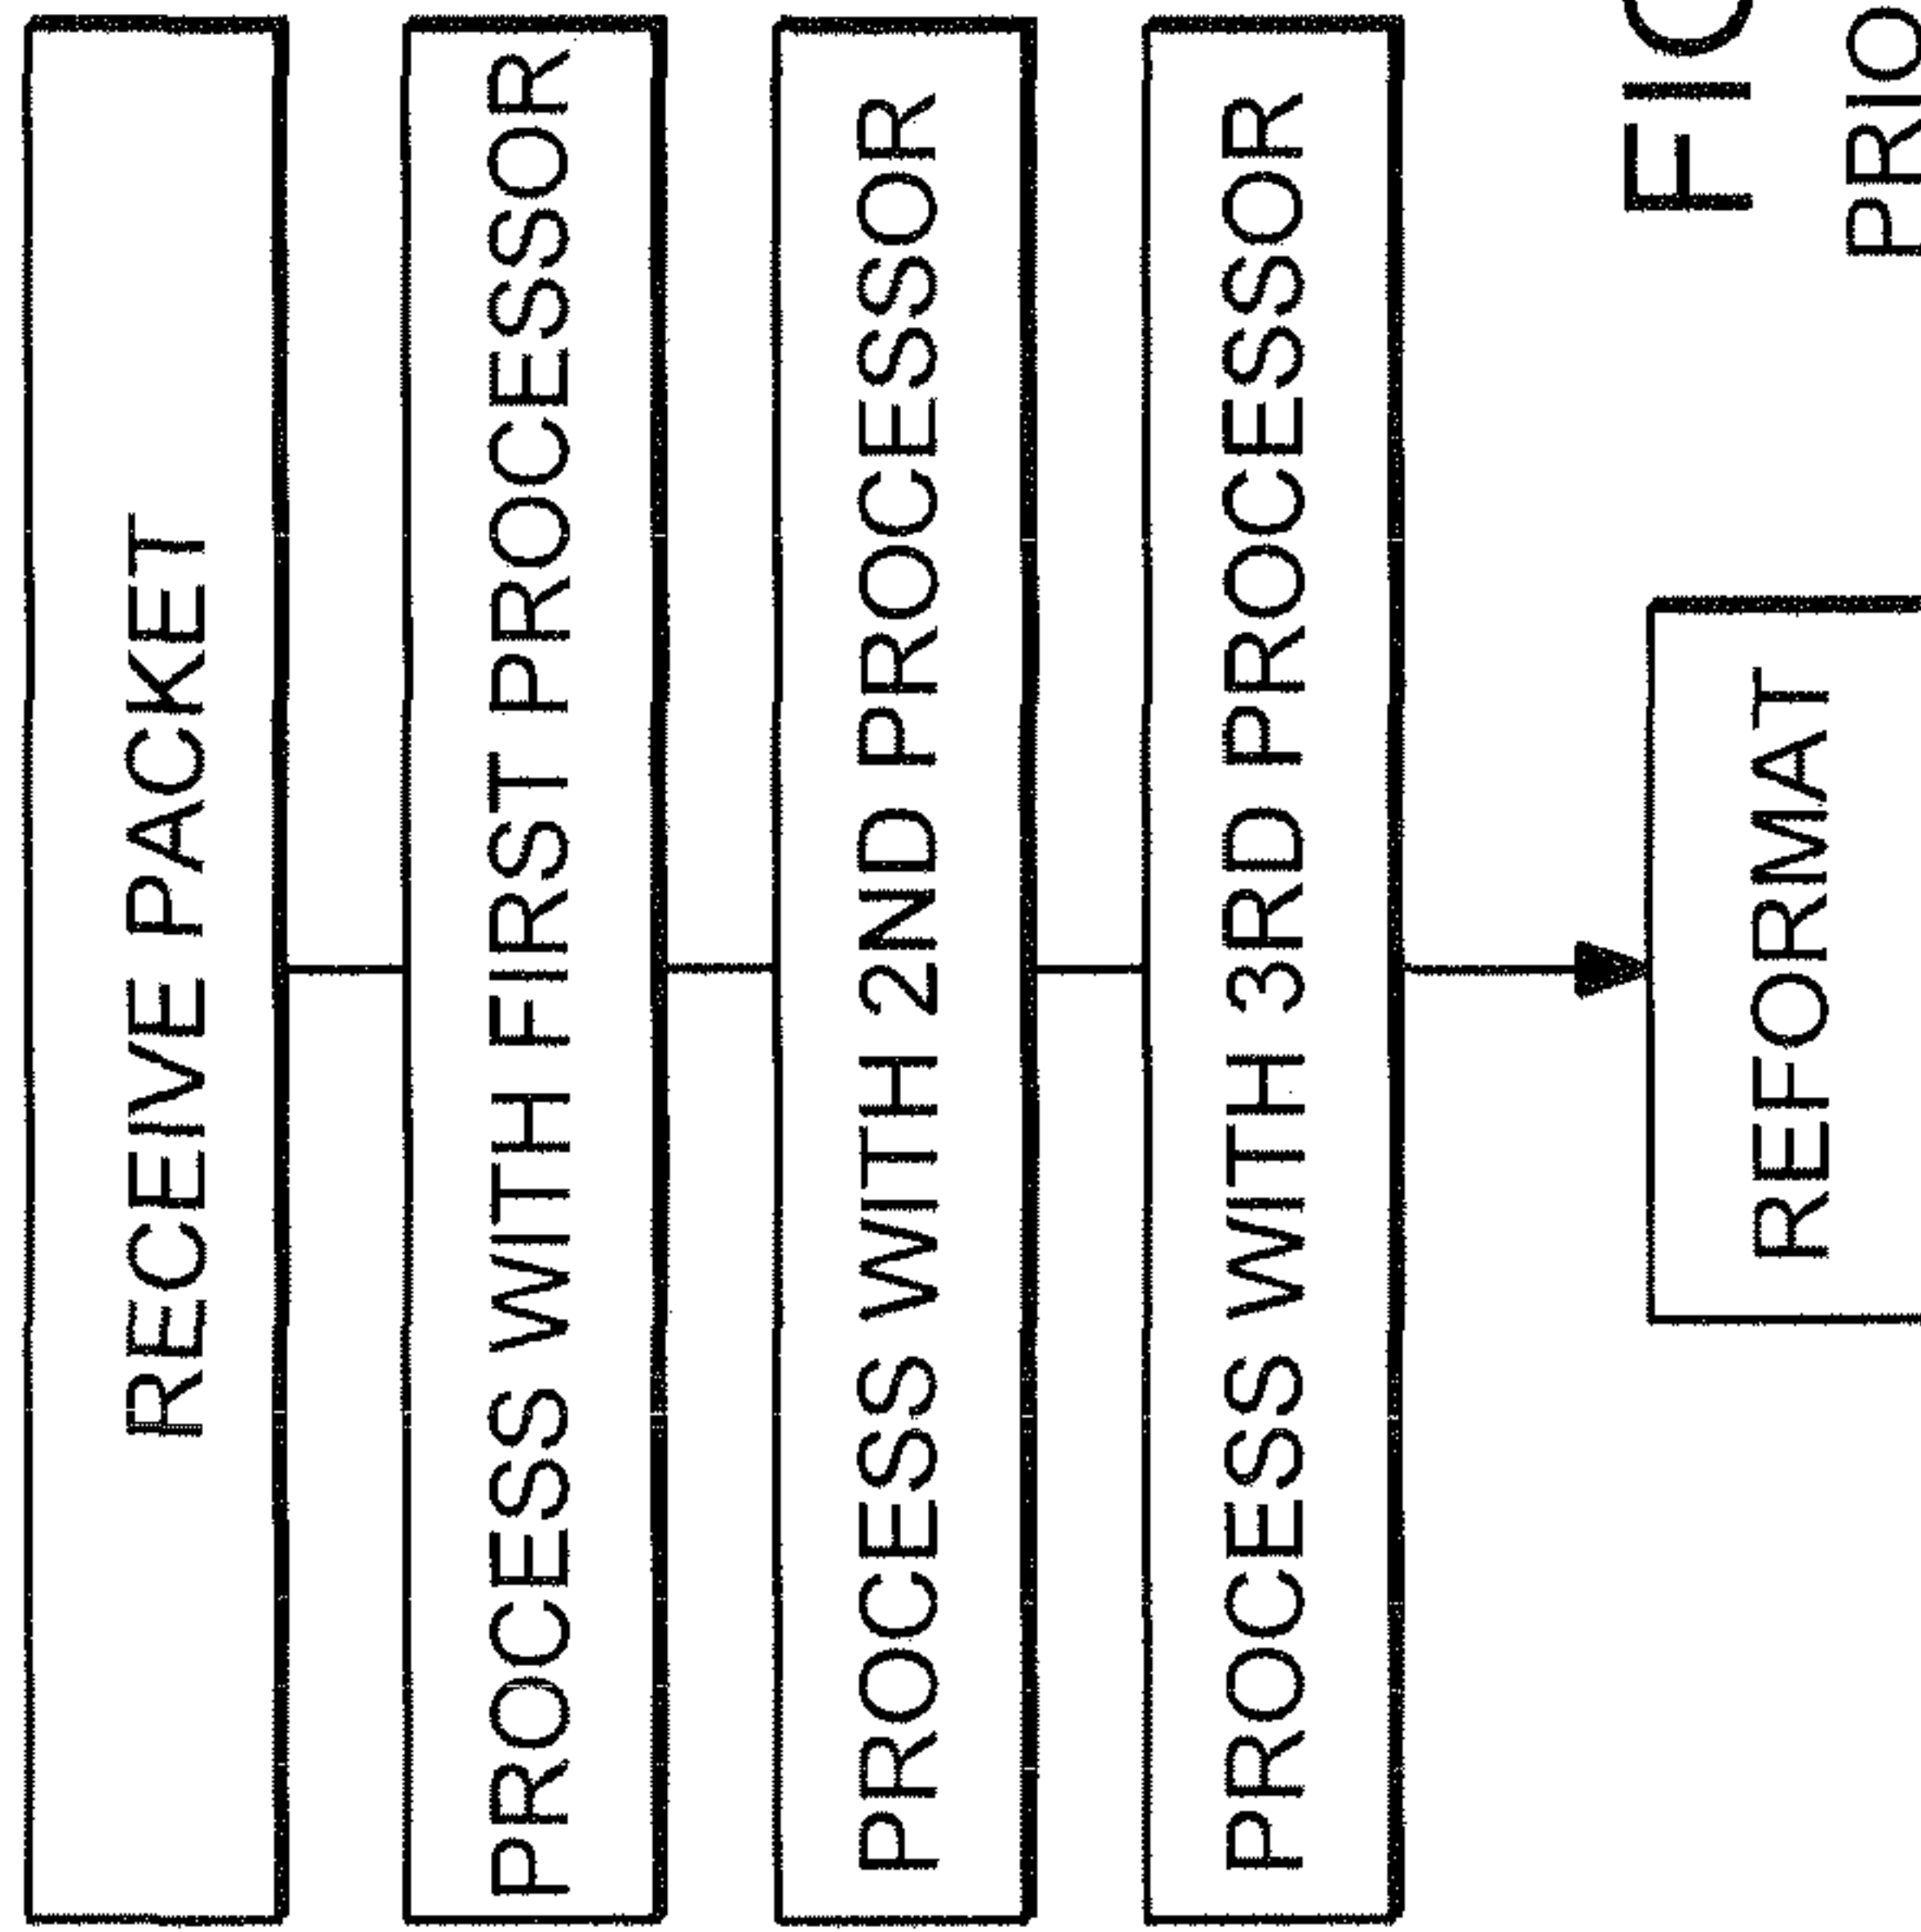 RECEIVE PACKET
PROCESS WITH FIRST PROCESSOR
PROCESS WITH 2ND PROCESSOR
PROCESS WITH 3RD PROCESSOR
REFORMAT